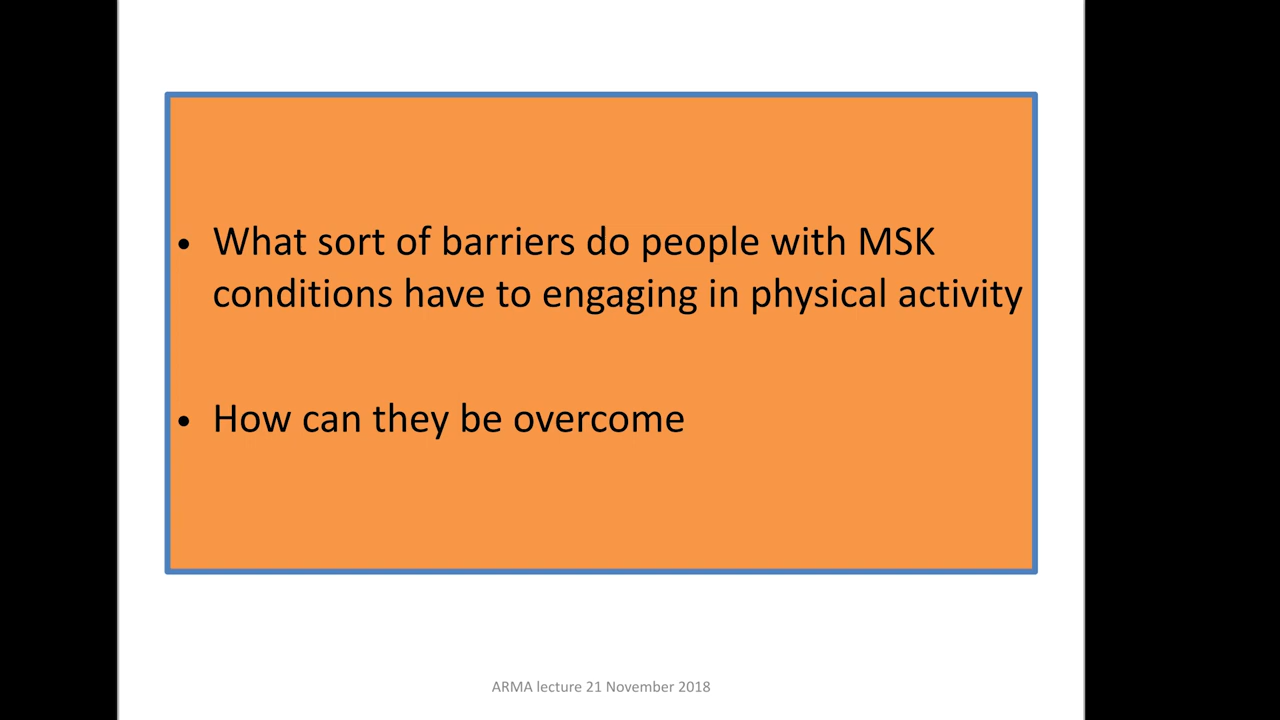 • What sort of barriers do people with MSK
conditions have to engaging in physical activity
• How can they be overcome
ARMA lecture 21 November 2018